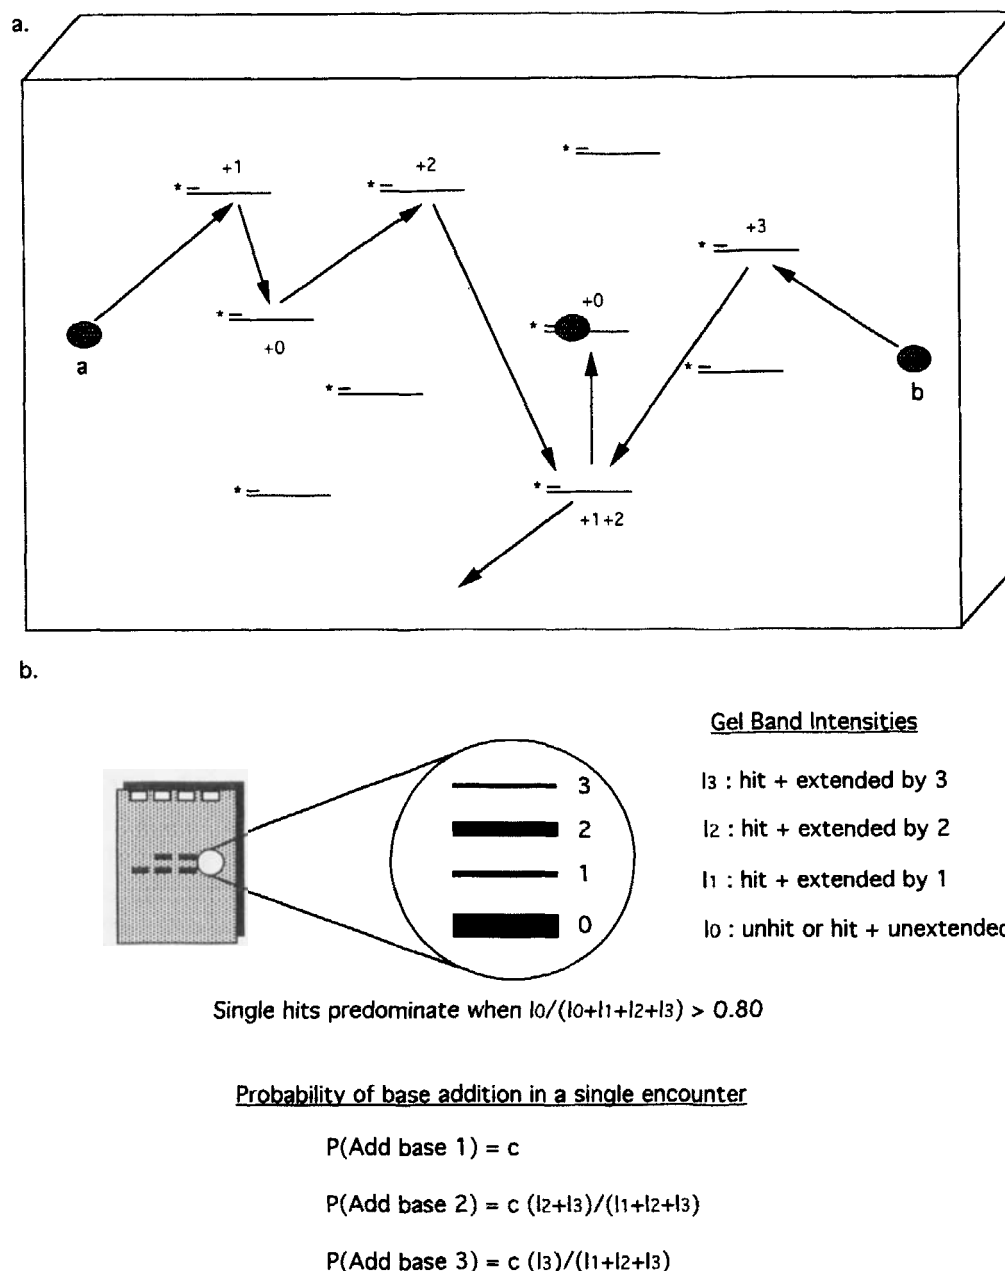 a.
* +1
* +2
*
* +3
* +0
* +0
*
*
a
b
*
* +1+2
b.
Gel Band Intensities
3
I3 : hit + extended by 3
2
I2 : hit + extended by 2
1
I1 : hit + extended by 1
0
I0 : unhit or hit + unextended
Single hits predominate when I0/(I0+I1+I2+I3) > 0.80
Probability of base addition in a single encounter
P(Add base 1) = c
P(Add base 2) = c (I2+I3)/(I1+I2+I3)
P(Add base 3) = c (I3)/(I1+I2+I3)